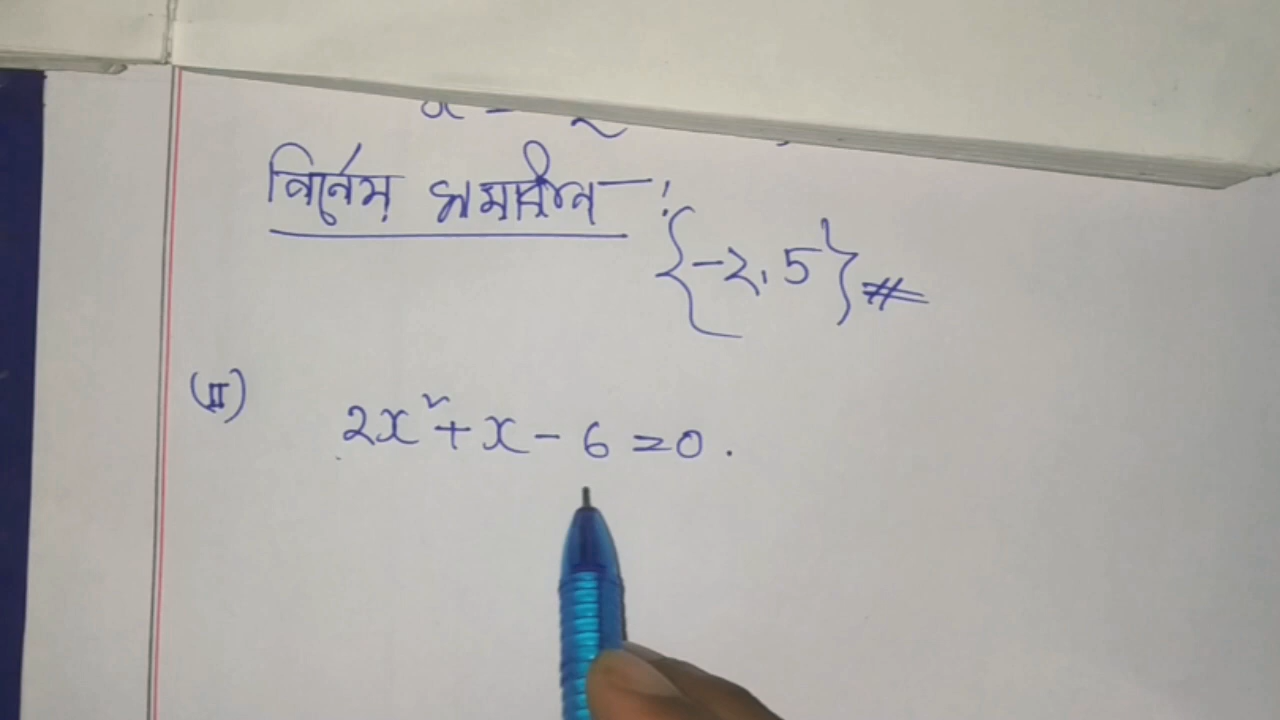 নির্ণেয় সমাধান :
{-2, 5} #
(II)
2x² + x - 6 = 0.